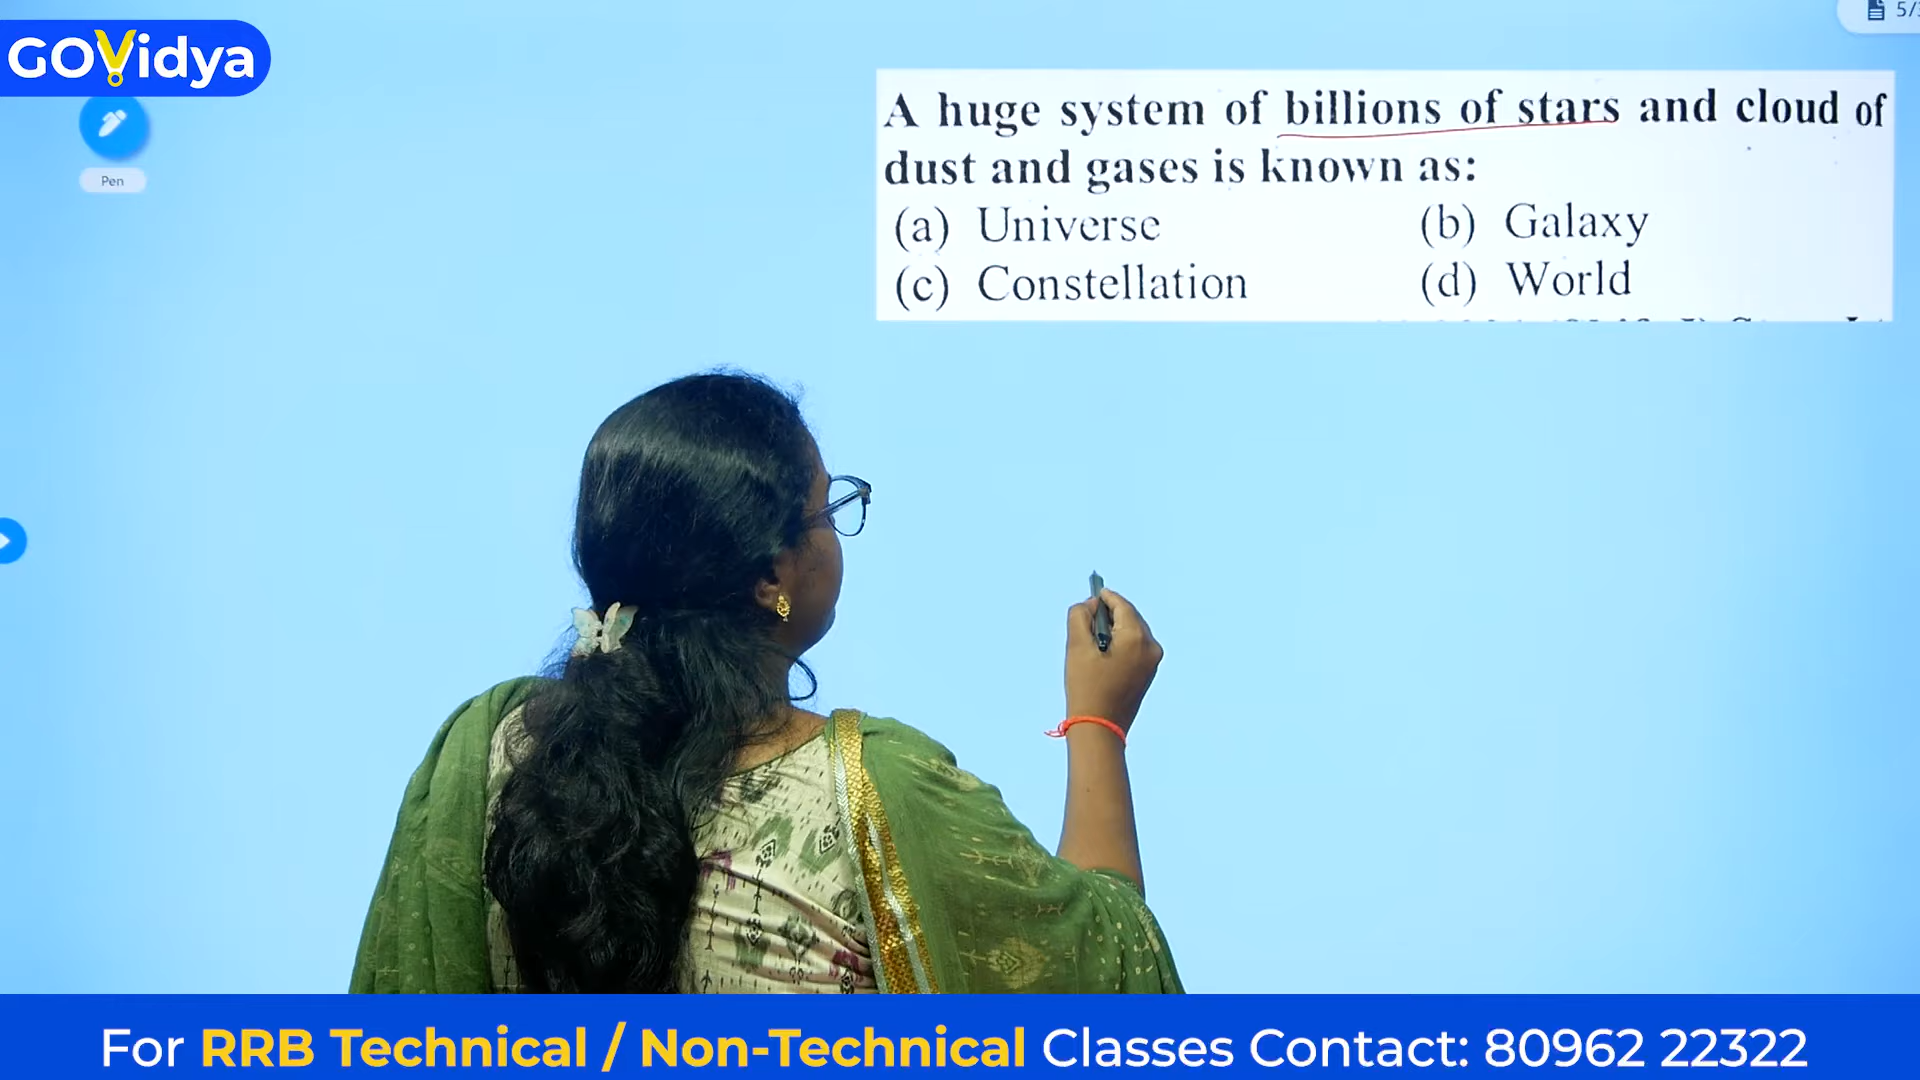 GOVidya
5/
Pen
A huge system of billions of stars and cloud of
dust and gases is known as:
(a) Universe (b) Galaxy
(c) Constellation (d) World
For RRB Technical / Non-Technical Classes Contact: 80962 22322